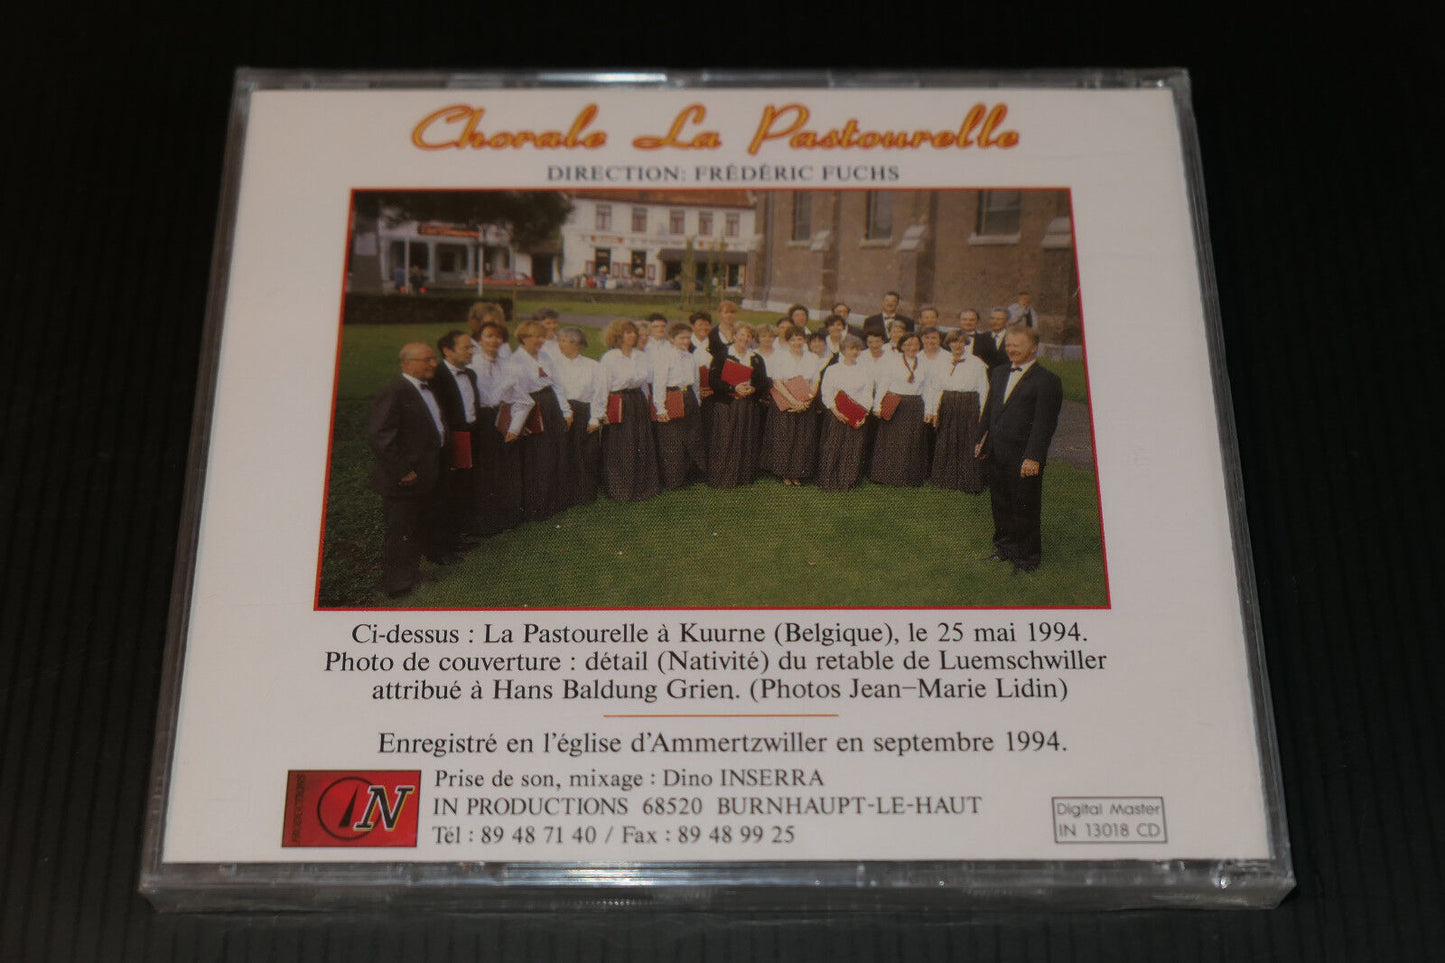 Chorale La Pastourelle
DIRECTION: FRÉDÉRIC FUCHS
Ci-dessus : La Pastourelle à Kuurne (Belgique), le 25 mai 1994.
Photo de couverture : détail (Nativité) du retable de Luemschwiller
attribué à Hans Baldung Grien. (Photos Jean-Marie Lidin)
Enregistré en l'église d'Ammertzwiller en septembre 1994.
PRODUCTIONS
IN
Prise de son, mixage : Dino INSERRA
IN PRODUCTIONS 68520 BURNHAUPT-LE-HAUT
Tél : 89 48 71 40 / Fax : 89 48 99 25
Digital Master
IN 13018 CD